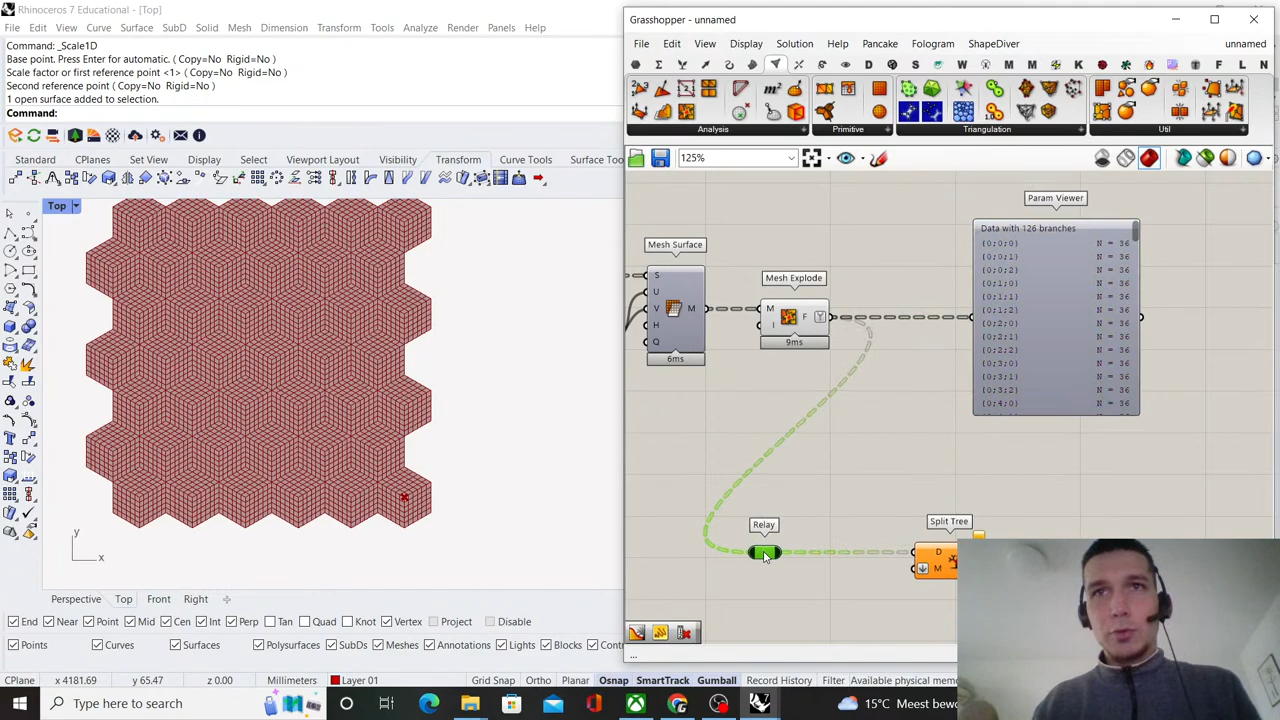 Rhinoceros 7 Educational - [Top]
File Edit View Curve Surface SubD Solid Mesh Dimension Transform Tools Analyze Render Panels Help
Command: _Scale1D
Base point. Press Enter for automatic. ( Copy=No Rigid=No )
Scale factor or first reference point <1> ( Copy=No Rigid=No )
Second reference point ( Copy=No Rigid=No )
1 open surface added to selection.
Command:
Standard CPlanes Set View Display Select Viewport Layout Visibility Transform Curve Tools Surface Too
Top
y
x
Perspective Top Front Right
End Near Point Mid Cen Int Perp Tan Quad Knot Vertex Project Disable
Points Curves Surfaces Polysurfaces SubDs Meshes Annotations Lights Blocks
CPlane x 4181.69 y 65.47 z 0.00 Millimeters Layer 01 Grid Snap Ortho Planar Osnap SmartTrack Gumball Record History Filter Available physical mem
Grasshopper - unnamed
File Edit View Display Solution Help Pancake Fologram ShapeDiver unnamed
Analysis Primitive Triangulation Util
125%
Param Viewer
Data with 126 branches
{0;0;0} N = 36
{0;0;1} N = 36
{0;0;2} N = 36
{0;1;0} N = 36
{0;1;1} N = 36
{0;1;2} N = 36
{0;2;0} N = 36
{0;2;1} N = 36
{0;2;2} N = 36
{0;3;0} N = 36
{0;3;1} N = 36
{0;3;2} N = 36
{0;4;0} N = 36
Mesh Surface
S
U
V M
H
Q
6ms
Mesh Explode
M F
I
9ms
Relay
Split Tree
D
M
...
Type here to search
15°C Meist bewo